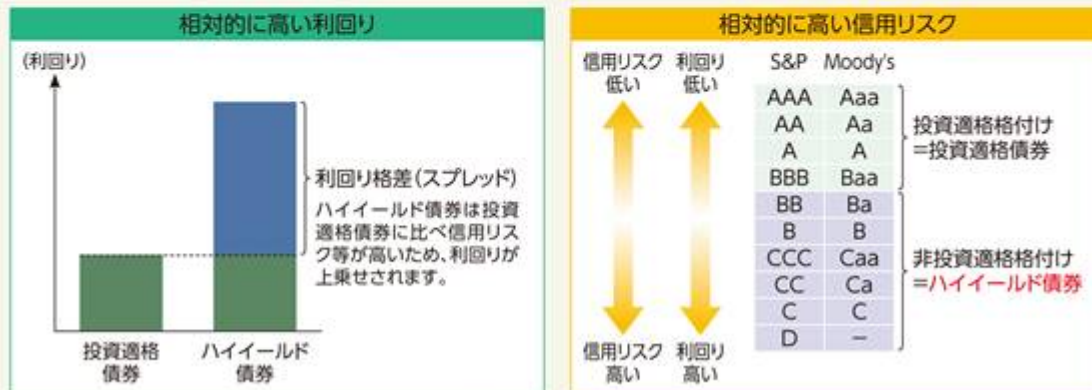 相対的に高い利回り
(利回り)
利回り格差(スプレッド)
ハイイールド債券は投資
適格債券に比べ信用リス
ク等が高いため、利回りが
上乗せされます。
投資適格
債券
ハイイールド
債券
相対的に高い信用リスク
信用リスク 利回り S&P Moody's
低い 低い
AAA Aaa
AA Aa
A A
BBB Baa
投資適格格付け
=投資適格債券
BB Ba
B B
CCC Caa
CC Ca
C C
D −
非投資適格格付け
=ハイイールド債券
信用リスク 利回り
高い 高い